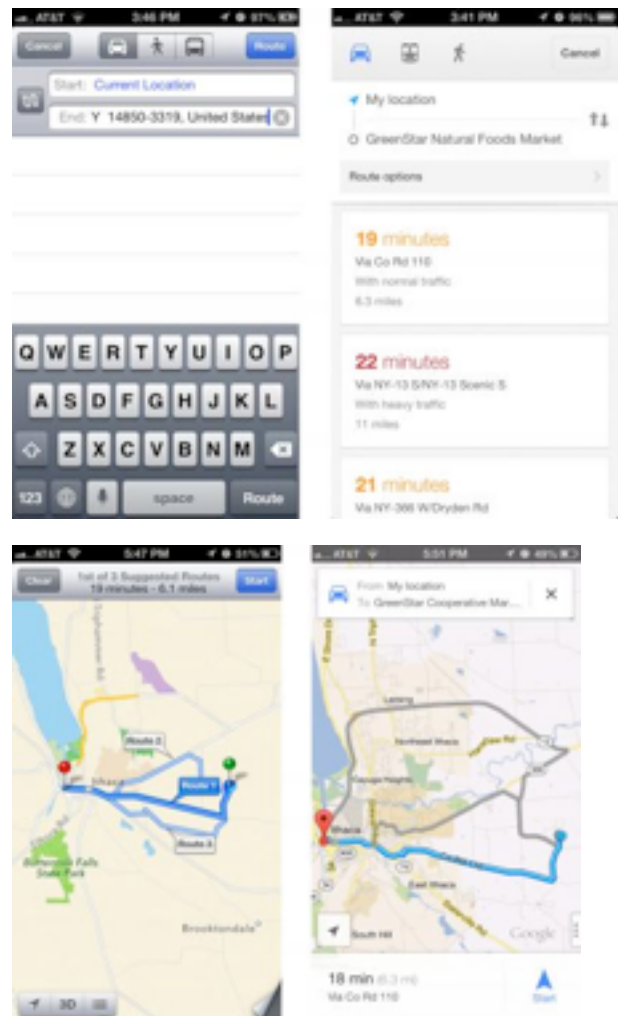 AT&T 3:46 PM 97%
Cancel Route
Start: Current Location
End: Y 14850-3319, United States
Q W E R T Y U I O P
A S D F G H J K L
Z X C V B N M
123 space Route
AT&T 3:41 PM
Cancel
My location
GreenStar Natural Foods Market
Route options
19 minutes
Via Co Rd 110
With normal traffic
6.3 miles
22 minutes
Via NY-13 S/NY-13 Scenic S
With heavy traffic
11 miles
21 minutes
Via NY-366 W/Dryden Rd
AT&T 5:47 PM
Clear 1st of 3 Suggested Routes Start
19 minutes - 6.1 miles
Route 2
Ithaca Route 1
Route 3
Buttermilk Falls
State Park
Brooktondale
3D
AT&T 5:51 PM
From My location
To GreenStar Cooperative Mar...
Lansing
Northeast Ithaca
Cayuga Heights
Ithaca
East Ithaca
South Hill
Google
18 min (6.3 mi)
Via Co Rd 110 Start